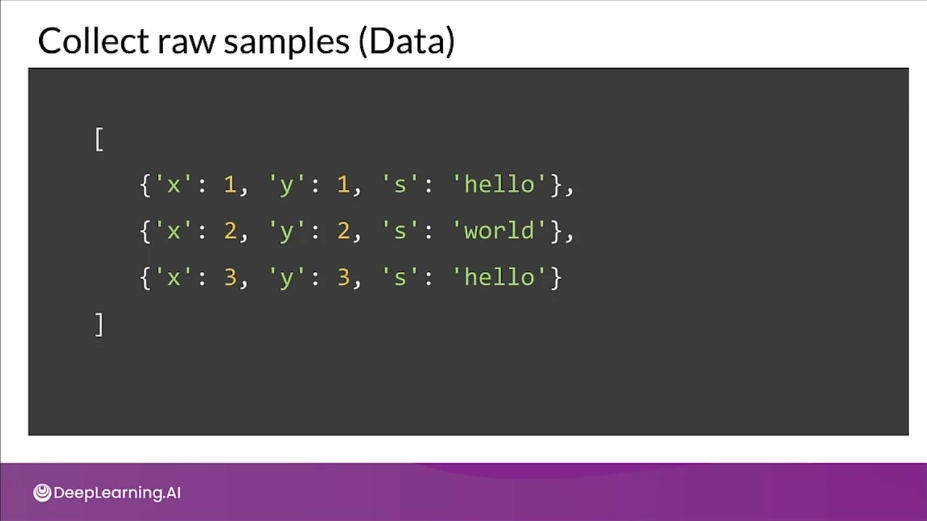 Collect raw samples (Data)
[
{'x': 1, 'y': 1, 's': 'hello'},
{'x': 2, 'y': 2, 's': 'world'},
{'x': 3, 'y': 3, 's': 'hello'}
]
DeepLearning.AI